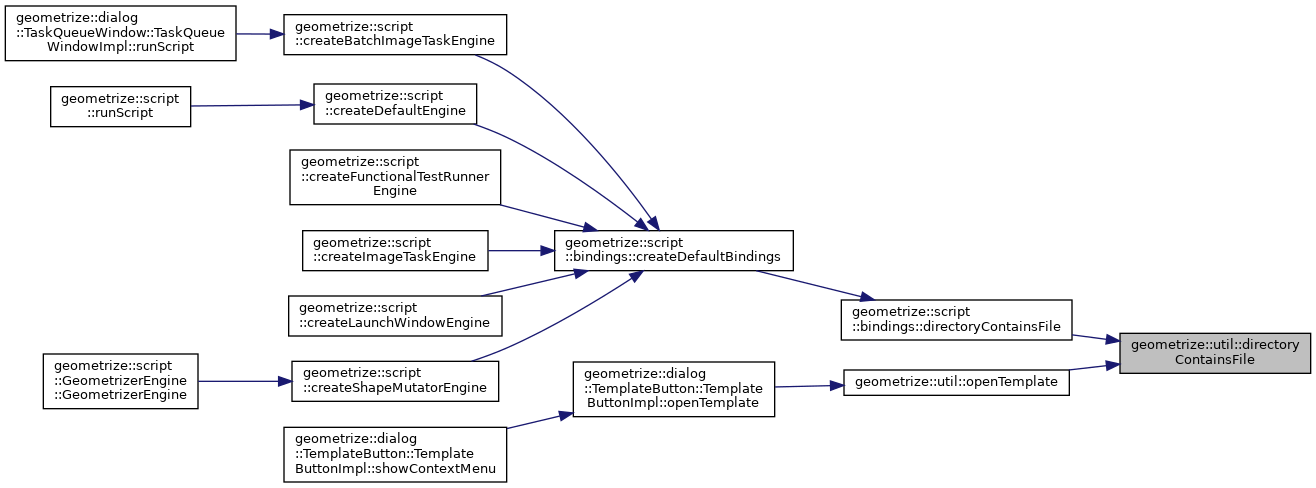 geometrize::dialog
::TaskQueueWindow::TaskQueue
WindowImpl::runScript
geometrize::script
::createBatchImageTaskEngine
geometrize::script
::runScript
geometrize::script
::createDefaultEngine
geometrize::script
::createFunctionalTestRunner
Engine
geometrize::script
::createImageTaskEngine
geometrize::script
::bindings::createDefaultBindings
geometrize::script
::createLaunchWindowEngine
geometrize::script
::bindings::directoryContainsFile
geometrize::util::directory
ContainsFile
geometrize::script
::GeometrizerEngine
::GeometrizerEngine
geometrize::script
::createShapeMutatorEngine
geometrize::dialog
::TemplateButton::Template
ButtonImpl::openTemplate
geometrize::util::openTemplate
geometrize::dialog
::TemplateButton::Template
ButtonImpl::showContextMenu